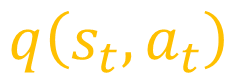 q(s_t, a_t)